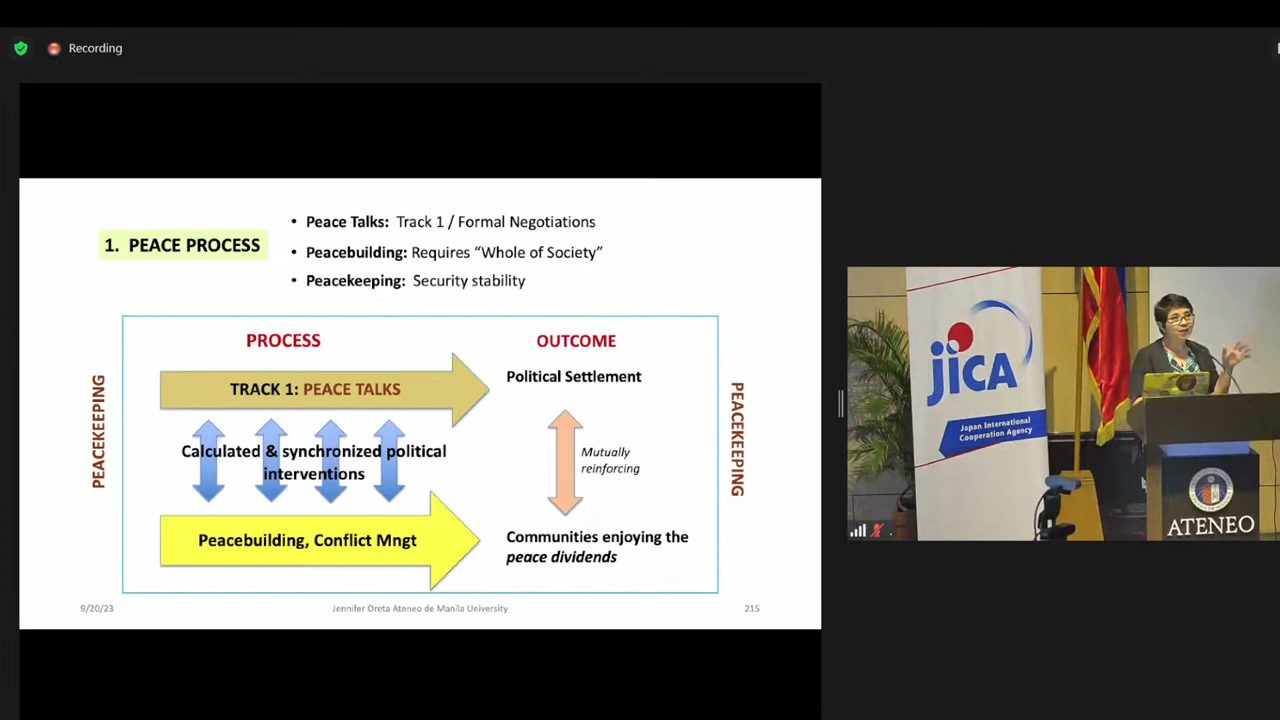 Recording
1. PEACE PROCESS
• Peace Talks: Track 1 / Formal Negotiations
• Peacebuilding: Requires “Whole of Society”
• Peacekeeping: Security stability
PEACEKEEPING
PROCESS
OUTCOME
TRACK 1: PEACE TALKS
Political Settlement
Calculated & synchronized political
interventions
Mutually
reinforcing
Peacebuilding, Conflict Mngt
Communities enjoying the
peace dividends
PEACEKEEPING
9/20/23
Jennifer Oreta Ateneo de Manila University
215
jICA
Japan International
Cooperation Agency
ATENEO